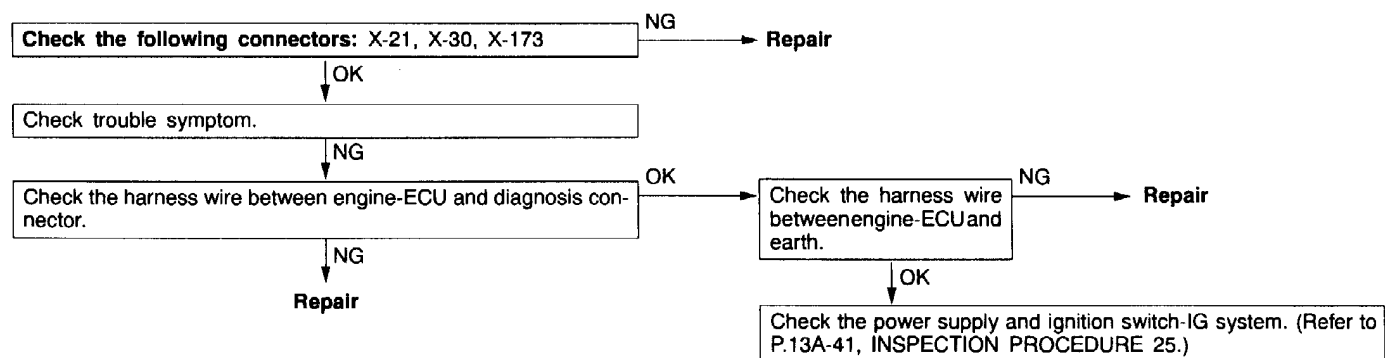 Check the following connectors: X-21, X-30, X-173
NG
Repair
OK
Check trouble symptom.
NG
Check the harness wire between engine-ECU and diagnosis con-
nector.
OK
Check the harness wire
betweenengine-ECUand
earth.
NG
Repair
NG
Repair
OK
Check the power supply and ignition switch-IG system. (Refer to
P.13A-41, INSPECTION PROCEDURE 25.)